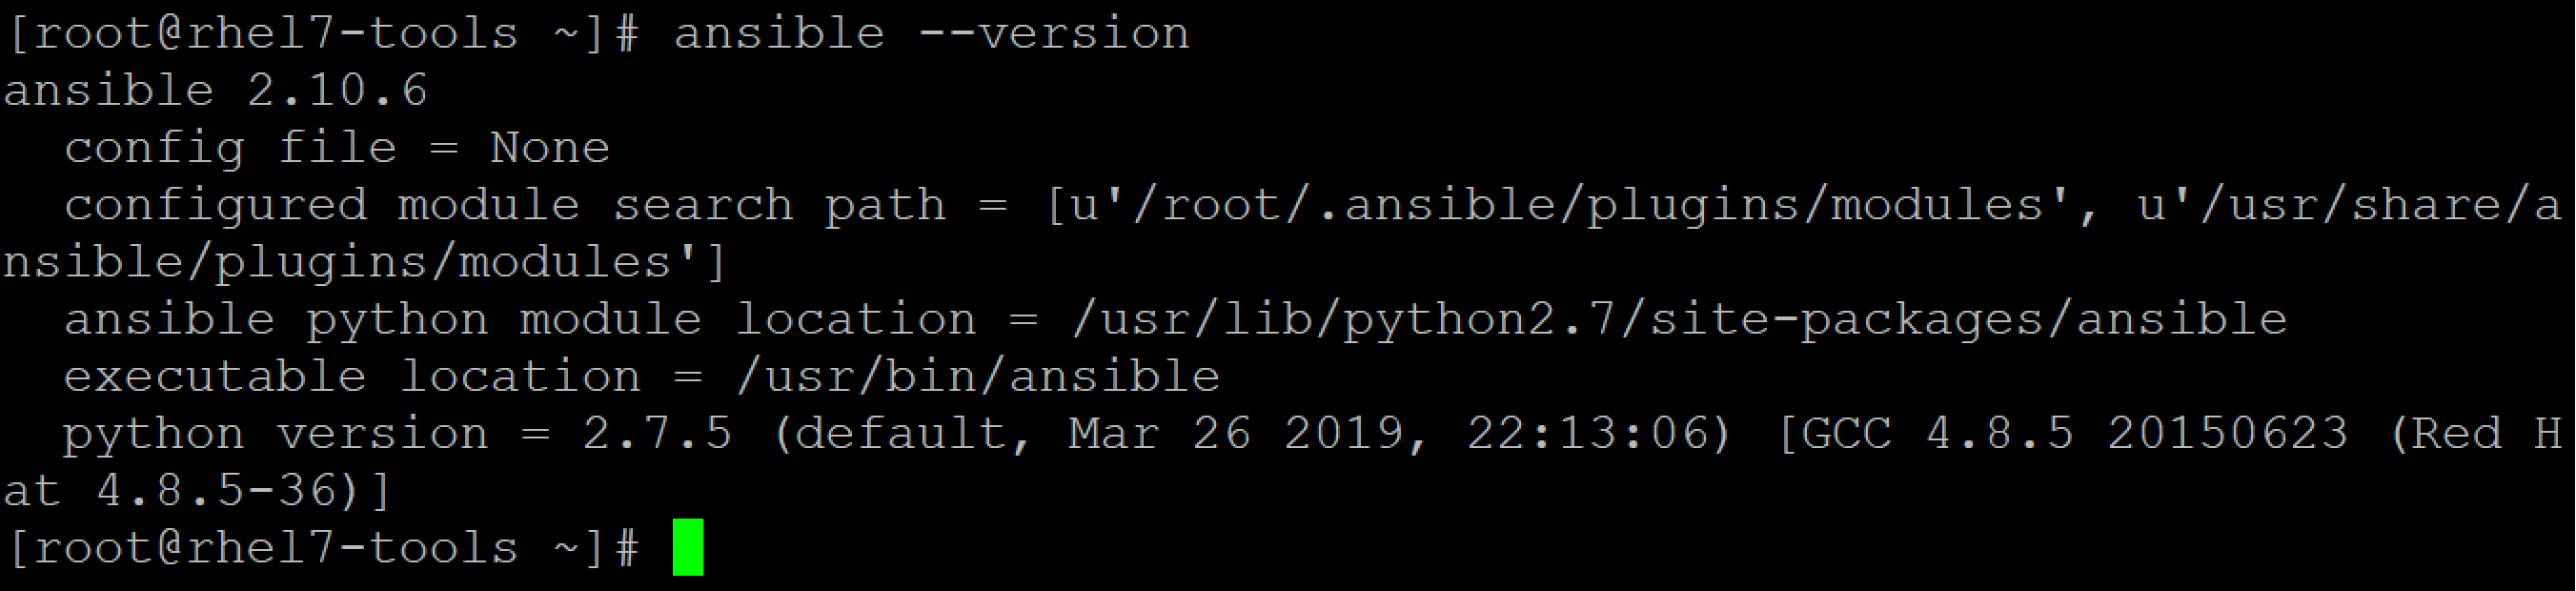 [root@rhel7-tools ~]# ansible --version
ansible 2.10.6
  config file = None
  configured module search path = [u'/root/.ansible/plugins/modules', u'/usr/share/a
nsible/plugins/modules']
  ansible python module location = /usr/lib/python2.7/site-packages/ansible
  executable location = /usr/bin/ansible
  python version = 2.7.5 (default, Mar 26 2019, 22:13:06) [GCC 4.8.5 20150623 (Red H
at 4.8.5-36)]
[root@rhel7-tools ~]#